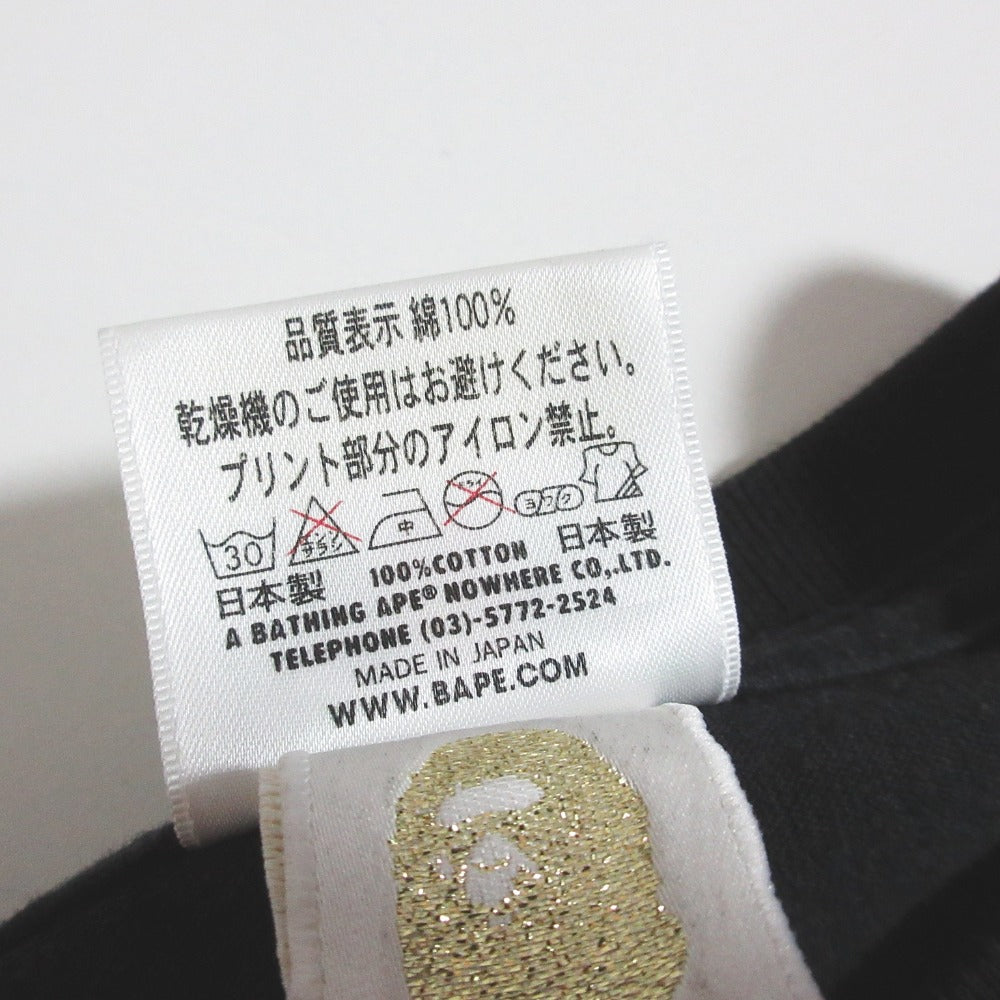 品質表示 綿100%
乾燥機のご使用はお避けください。
プリント部分のアイロン禁止。
30 中 ヨワク
日本製 100%COTTON 日本製
A BATHING APE® NOWHERE CO,.LTD.
TELEPHONE (03)-5772-2524
MADE IN JAPAN
WWW.BAPE.COM